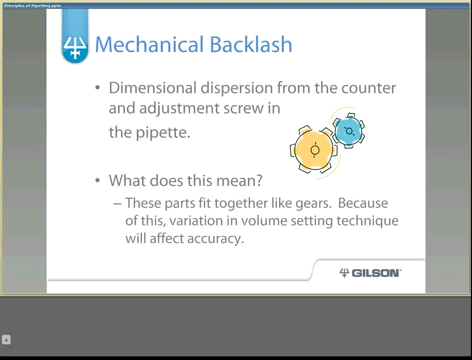 Principles of Pipetting.pptx
Mechanical Backlash
• Dimensional dispersion from the counter
and adjustment screw in
the pipette.
• What does this mean?
– These parts fit together like gears. Because
of this, variation in volume setting technique
will affect accuracy.
GILSON